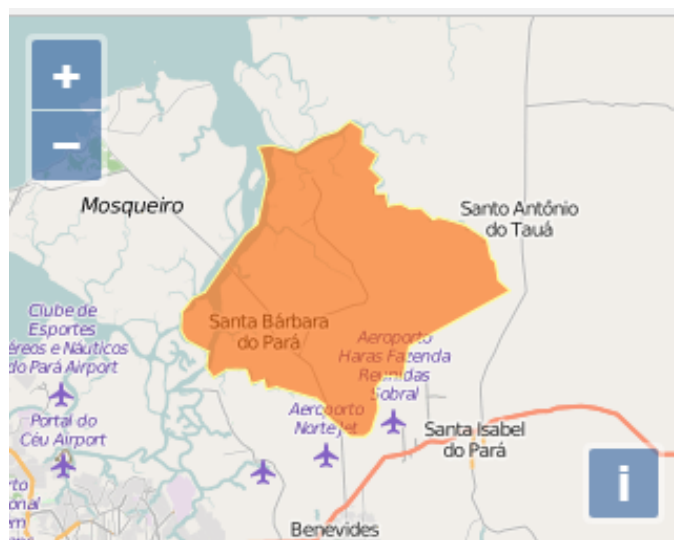 +
−
Mosqueiro
Santo Antônio
do Tauá
Clube de
Esportes
éreos e Náuticos
do Pará Airport
Santa Bárbara
do Pará
Aeroporto
Haras Fazenda
Reunidas
Sobral
Portal do
Céu Airport
Aeroporto
NorteJet
Santa Isabel
do Pará
i
Benevides